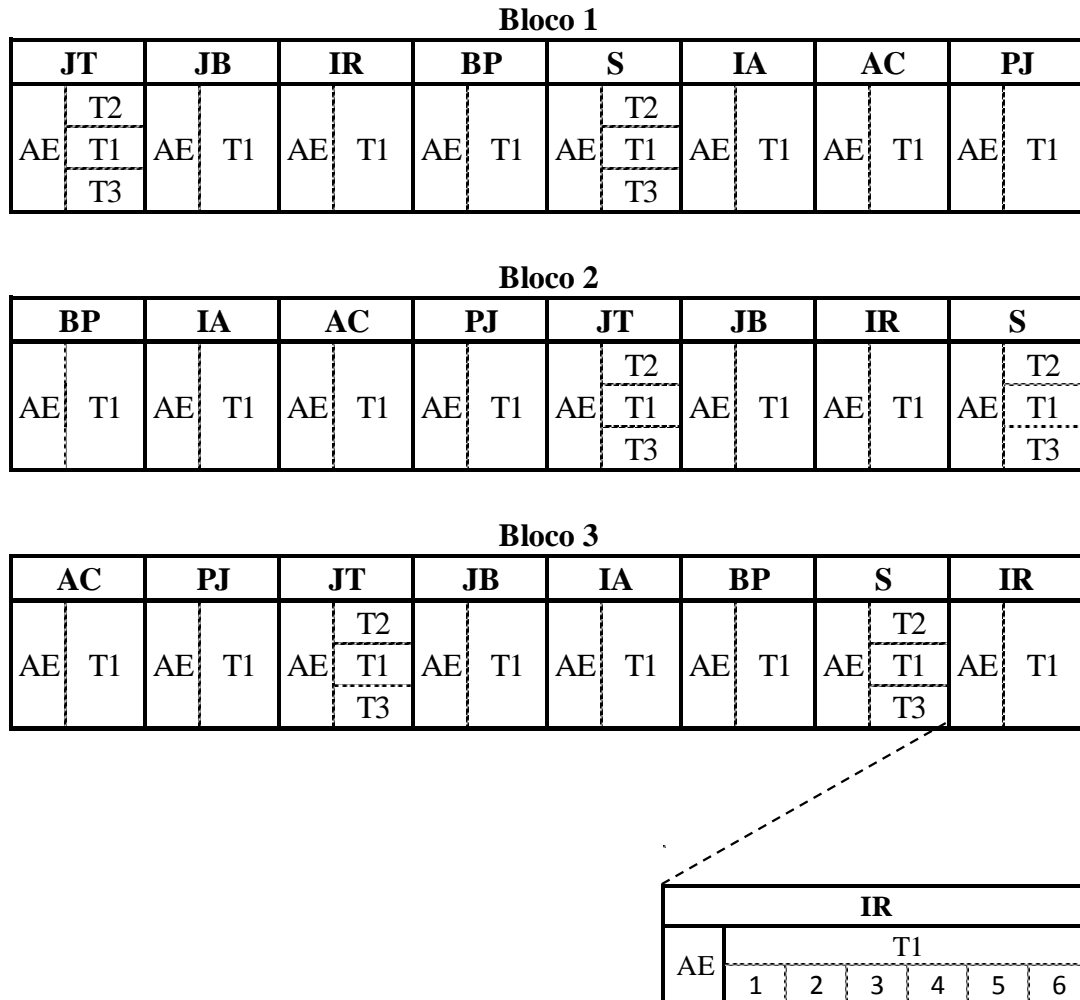 Bloco 1
JT JB IR BP S IA AC PJ
T2 T2
AE T1 AE T1 AE T1 AE T1 AE T1 AE T1 AE T1 AE T1
T3 T3
Bloco 2
BP IA AC PJ JT JB IR S
T2 T2
AE T1 AE T1 AE T1 AE T1 AE T1 AE T1 AE T1 AE T1
T3 T3
Bloco 3
AC PJ JT JB IA BP S IR
T2 T2
AE T1 AE T1 AE T1 AE T1 AE T1 AE T1 AE T1 AE T1
T3 T3
IR
T1
AE
1 2 3 4 5 6